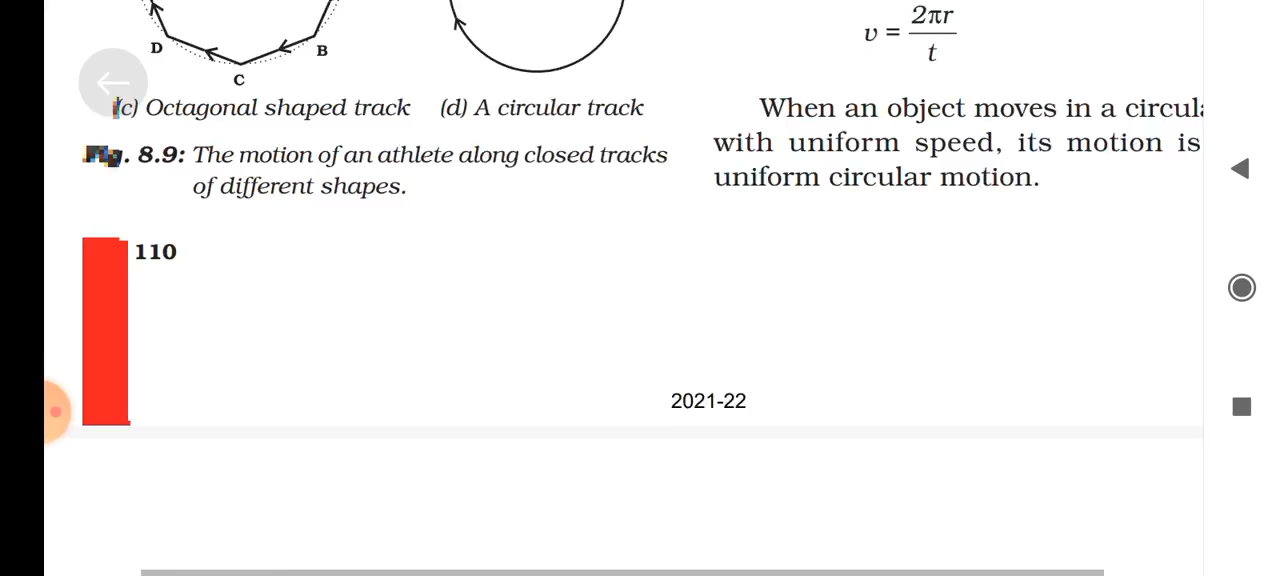 D
B
C
(c) Octagonal shaped track (d) A circular track
8.9: The motion of an athlete along closed tracks
of different shapes.
110
v = 2πr
t
When an object moves in a
with uniform speed, its motion is
uniform circular motion.
2021-22